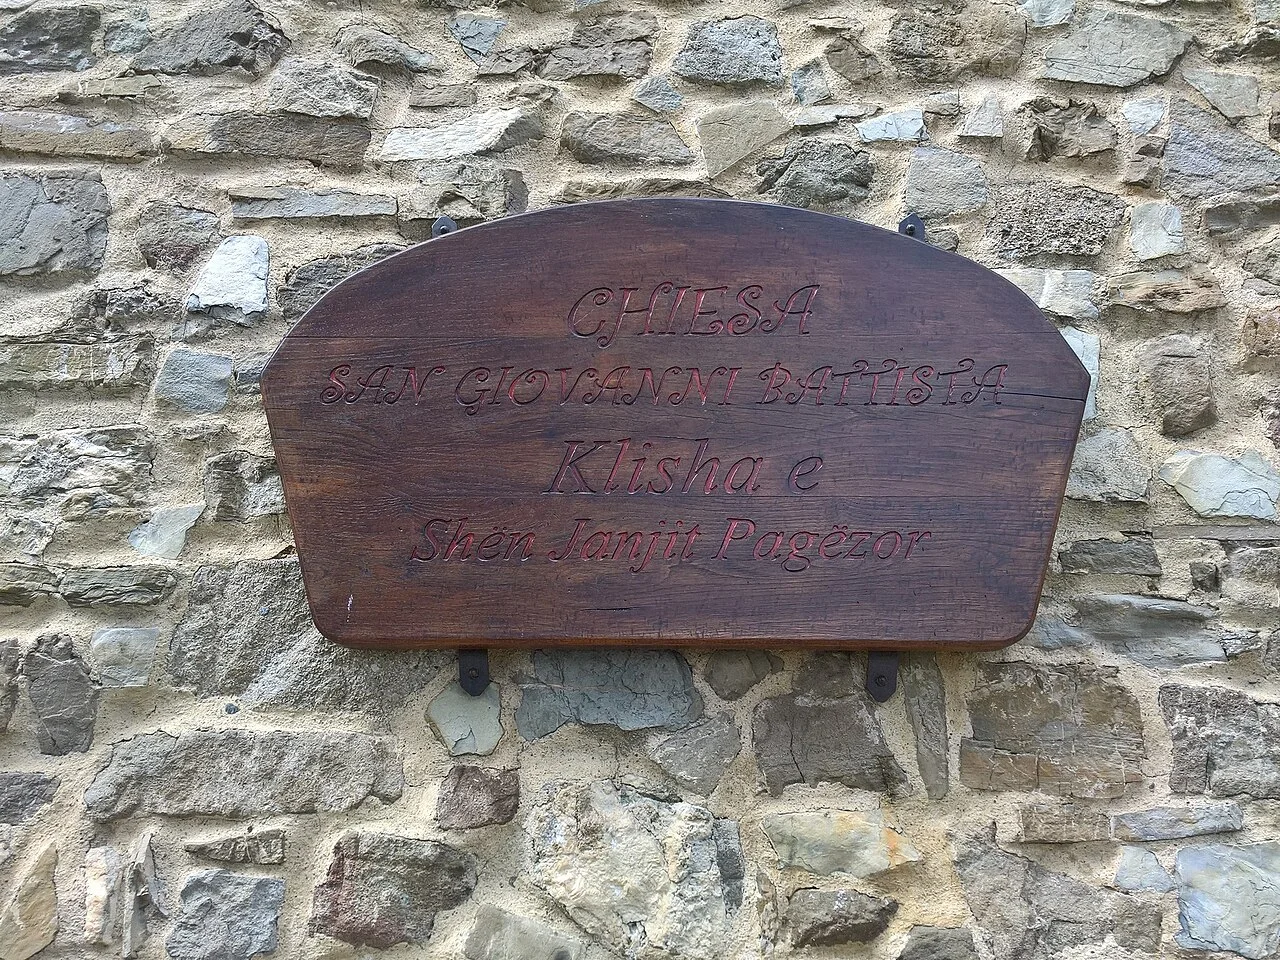 CHIESA
SAN GIOVANNI BATTISTA
Klisha e
Shën Janjit Pagëzor